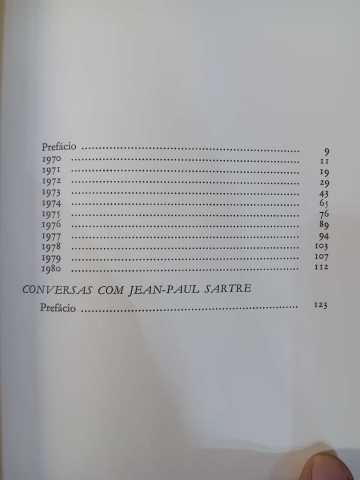 Prefácio ........................................................ 9
1970 ........................................................ 11
1971 ........................................................ 19
1972 ........................................................ 29
1973 ........................................................ 43
1974 ........................................................ 65
1975 ........................................................ 76
1976 ........................................................ 89
1977 ........................................................ 94
1978 ........................................................ 103
1979 ........................................................ 107
1980 ........................................................ 112
CONVERSAS COM JEAN-PAUL SARTRE
Prefácio ........................................................ 123